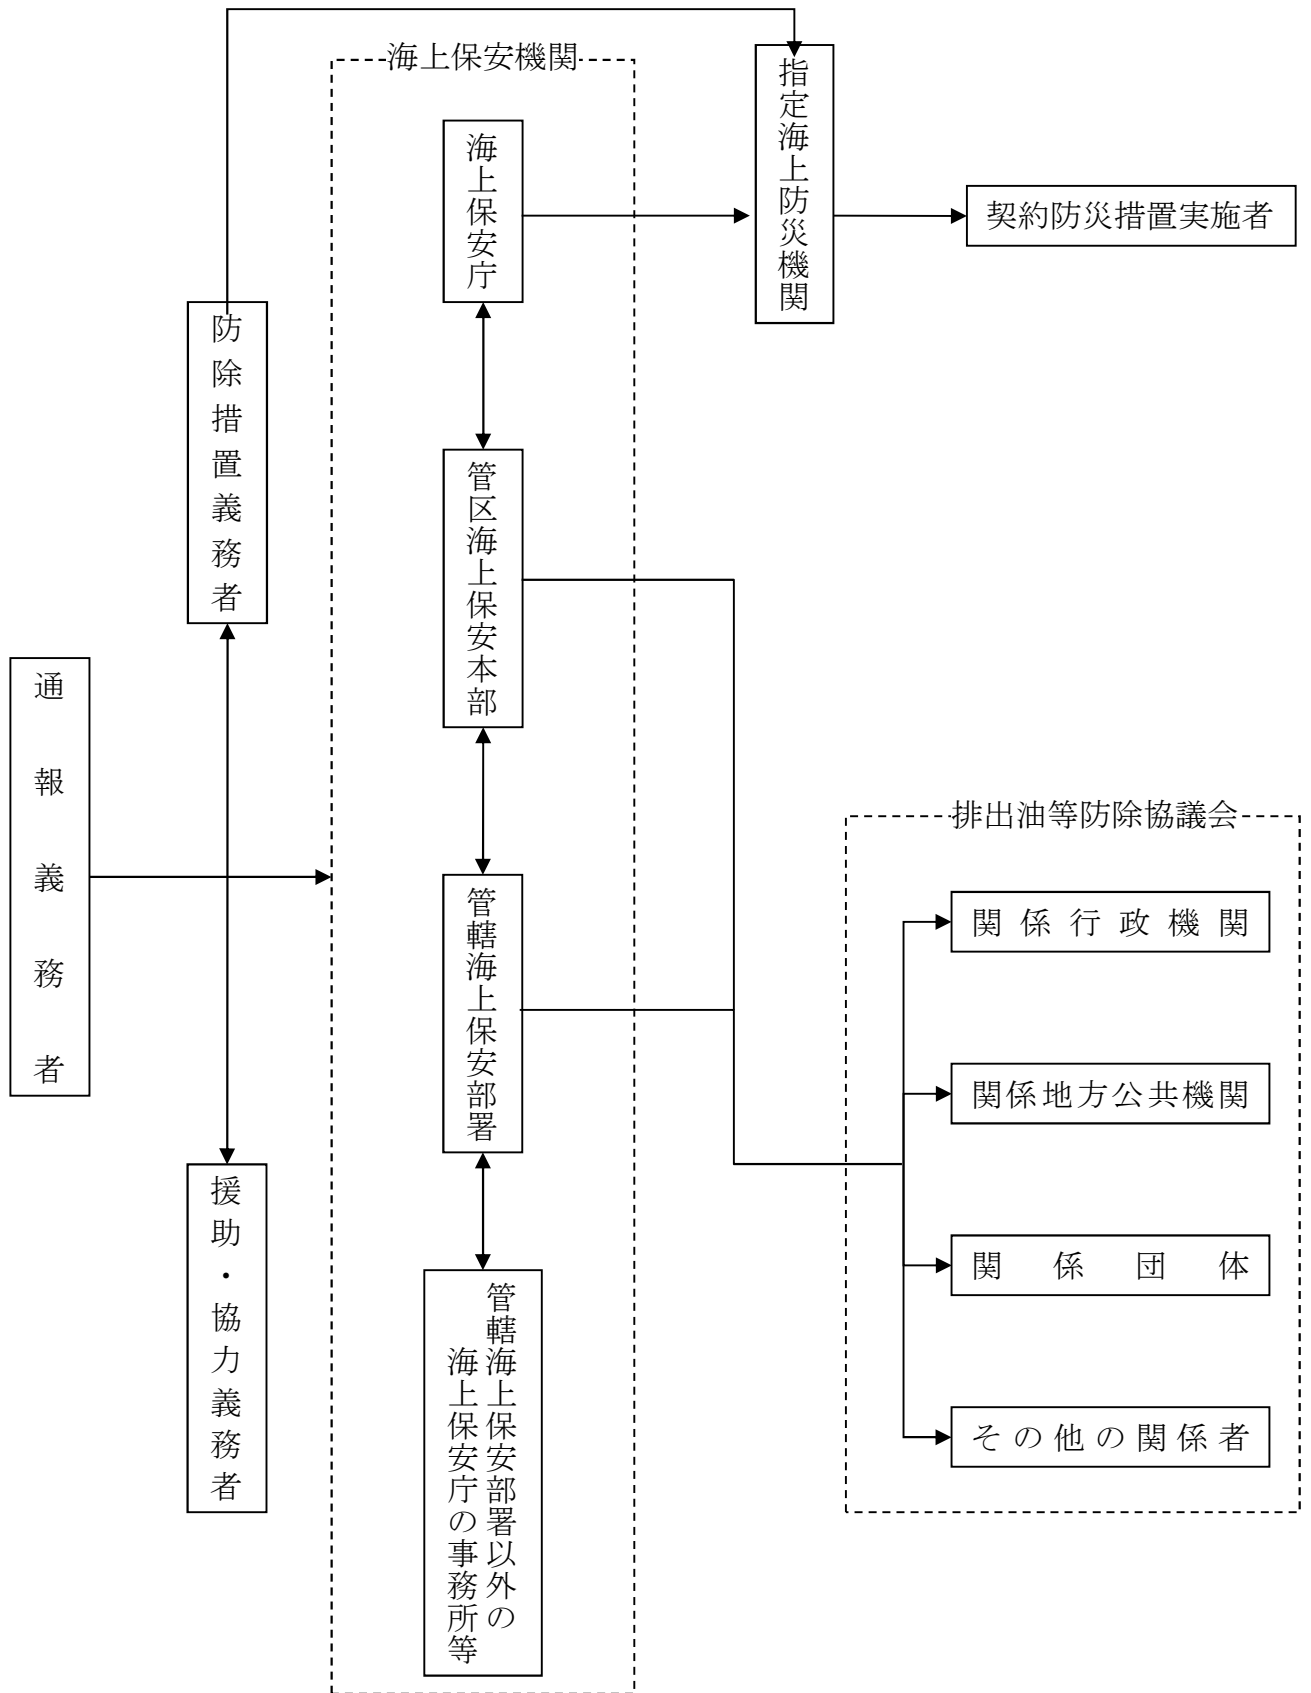 海上保安機関
指定海上防災機関
海上保安庁
契約防災措置実施者
防除措置義務者
管区海上保安本部
通報義務者
排出油等防除協議会
管轄海上保安部署
関係行政機関
関係地方公共機関
援助・協力義務者
関係団体
管轄海上保安部署以外の
海上保安庁の事務所等
その他の関係者